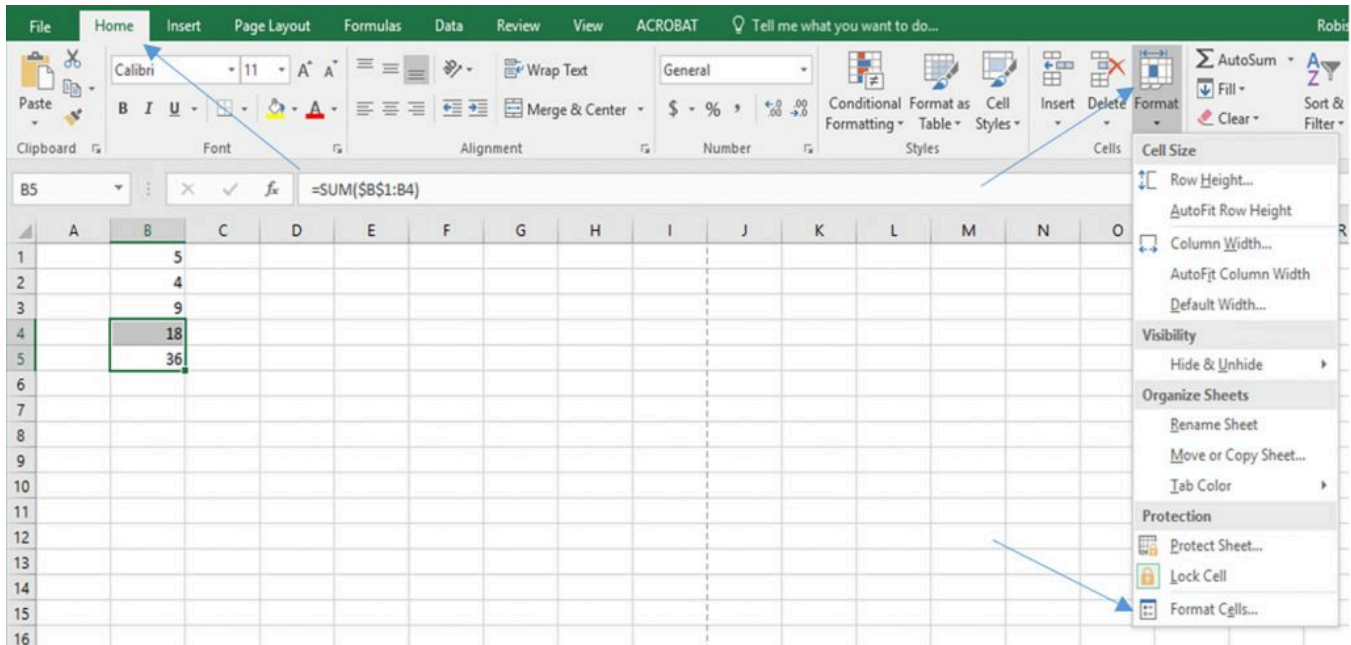 File Home Insert Page Layout Formulas Data Review View ACROBAT Tell me what you want to do...
Calibri 11 A A Wrap Text General AutoSum
Fill
Paste B I U A Merge & Center $ % , .0 .00 .00 .0 Conditional Format as Cell Insert Delete Format Clear Sort &
Formatting Table Styles Filter
Clipboard Font Alignment Number Styles Cells
Cell Size
B5 fx =SUM($B$1:B4)
Row Height...
AutoFit Row Height
A B C D E F G H I J K L M N O R
Column Width...
1 5
AutoFit Column Width
2 4
Default Width...
3 9
Visibility
4 18
Hide & Unhide
5 36
Organize Sheets
6
Rename Sheet
7
Move or Copy Sheet...
8
Tab Color
9
10
Protection
11
Protect Sheet...
12
Lock Cell
13
Format Cells...
14
15
16